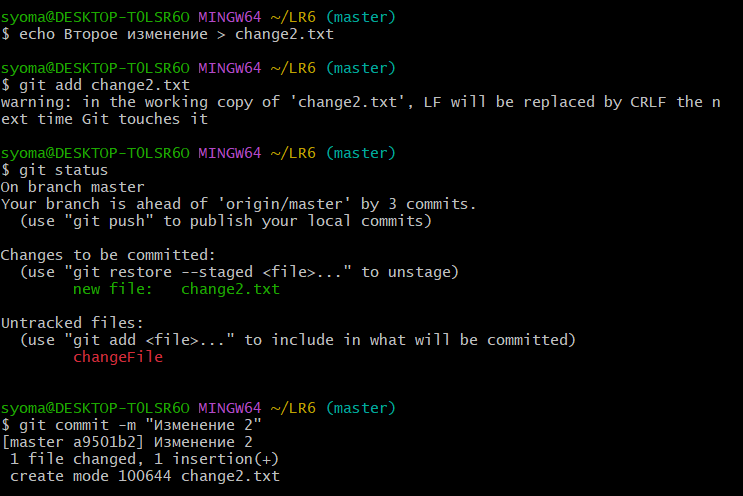 syoma@DESKTOP-T0LSR6O MINGW64 ~/LR6 (master)
$ echo Второе изменение > change2.txt
syoma@DESKTOP-T0LSR6O MINGW64 ~/LR6 (master)
$ git add change2.txt
warning: in the working copy of 'change2.txt', LF will be replaced by CRLF the n
ext time Git touches it
syoma@DESKTOP-T0LSR6O MINGW64 ~/LR6 (master)
$ git status
On branch master
Your branch is ahead of 'origin/master' by 3 commits.
  (use "git push" to publish your local commits)
Changes to be committed:
  (use "git restore --staged <file>..." to unstage)
        new file:   change2.txt
Untracked files:
  (use "git add <file>..." to include in what will be committed)
        changeFile
syoma@DESKTOP-T0LSR6O MINGW64 ~/LR6 (master)
$ git commit -m "Изменение 2"
[master a9501b2] Изменение 2
 1 file changed, 1 insertion(+)
 create mode 100644 change2.txt